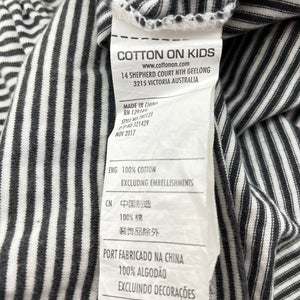 COTTON ON KIDS
www.cottonon.com
14 SHEPHERD COURT NTH GEELONG
3215 VICTORIA AUSTRALIA
MADE IN CHINA
RN 129164
NOV 2017
ENG 100% COTTON
EXCLUDING EMBELLISHMENTS
CN 中国制造
100% 棉
装饰品除外
PORT FABRICADO NA CHINA
100% ALGODÃO
EXCLUINDO DECORAÇÕES